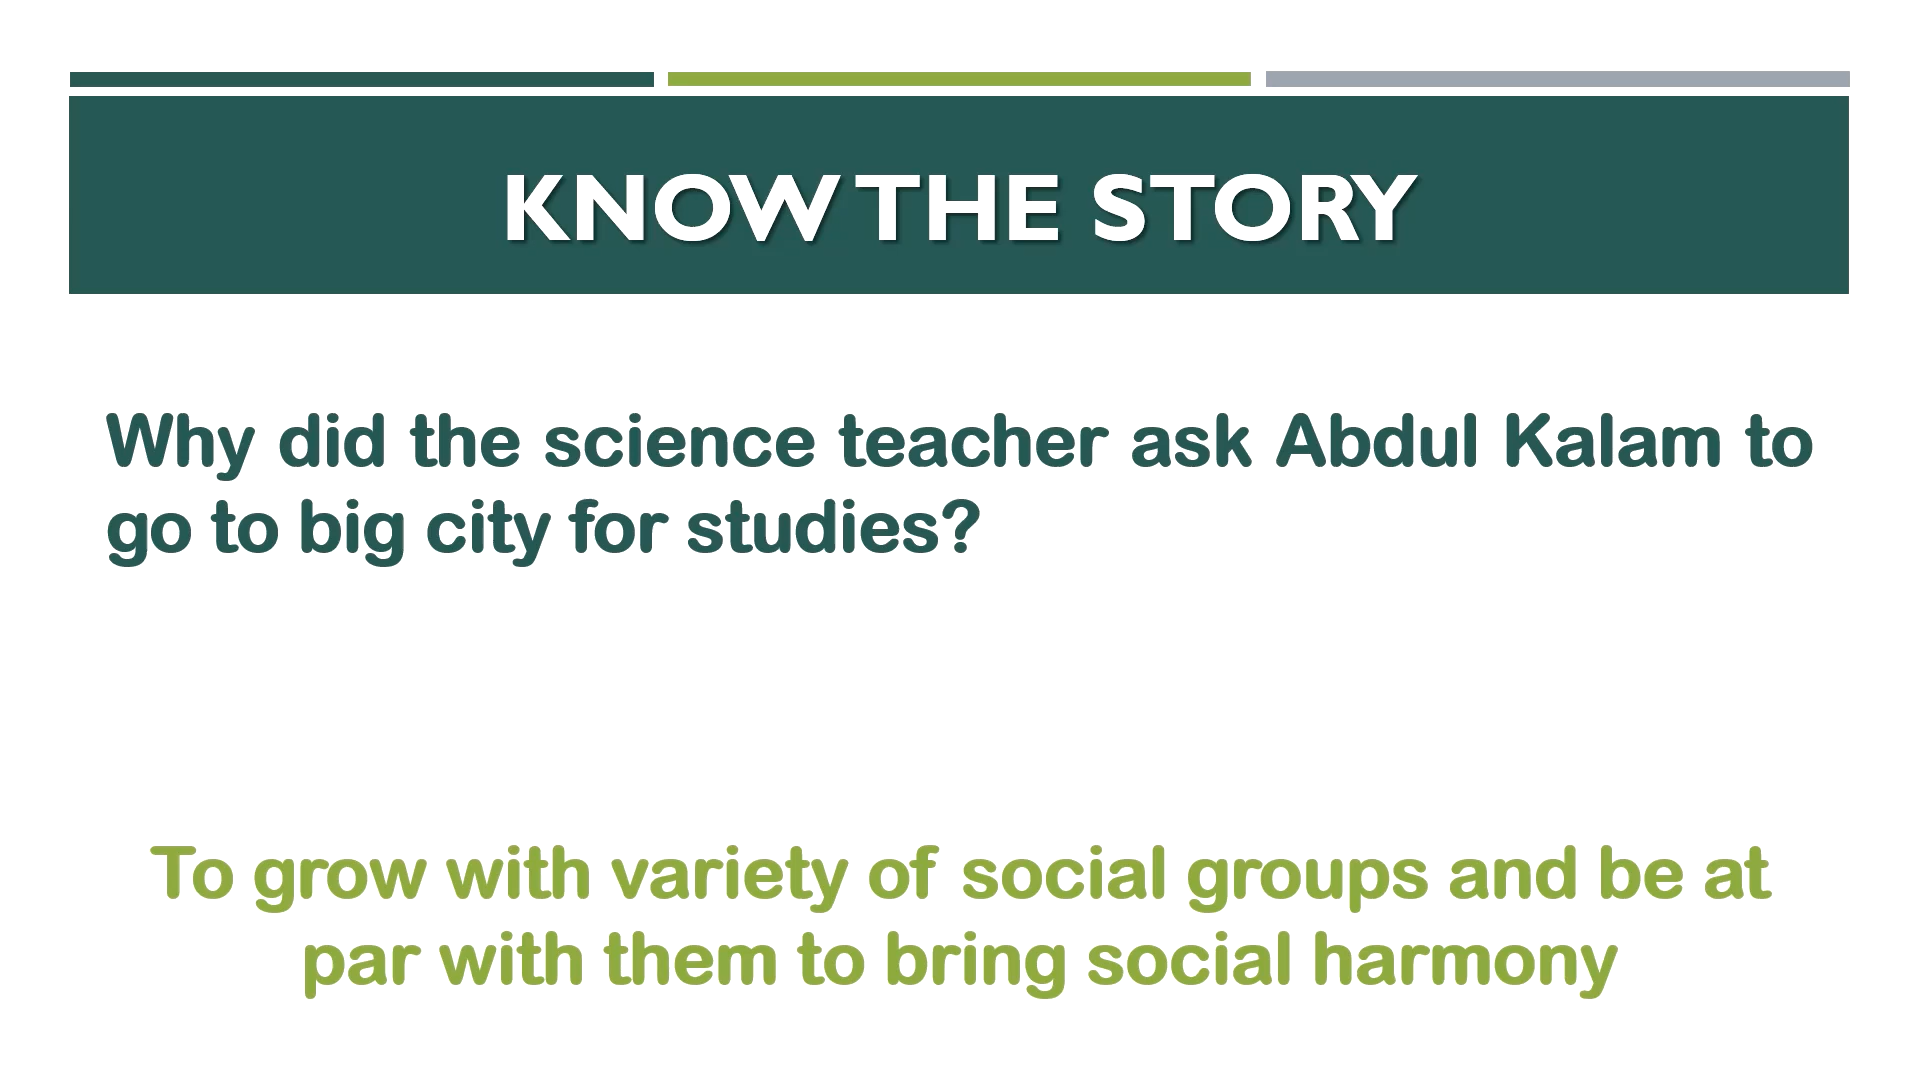 KNOW THE STORY
Why did the science teacher ask Abdul Kalam to
go to big city for studies?
To grow with variety of social groups and be at
par with them to bring social harmony